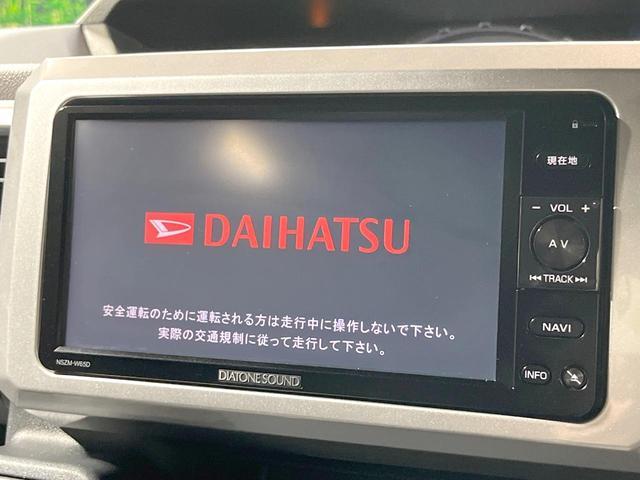 現在地
− VOL +
AV
⏮ TRACK ⏭
NAVI
INFO
DAIHATSU
安全運転のために運転される方は走行中に操作しないで下さい。
実際の交通規制に従って走行して下さい。
NSZM-W65D
DIATONE SOUND